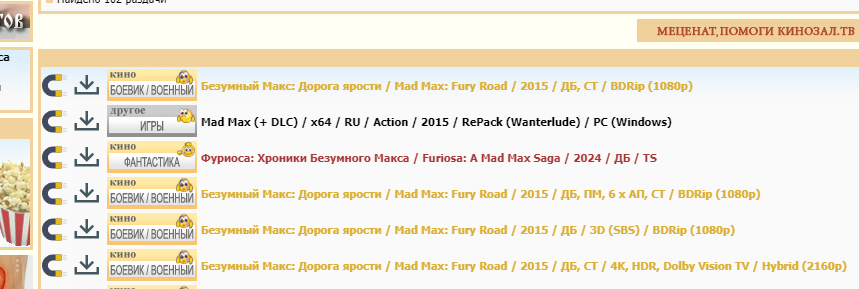 Найдено 102 раздачи
тов
са
МЕЦЕНАТ,ПОМОГИ КИНОЗАЛ.ТВ
кино
БОЕВИК / ВОЕННЫЙ
Безумный Макс: Дорога ярости / Mad Max: Fury Road / 2015 / ДБ, СТ / BDRip (1080p)
другое
ИГРЫ
Mad Max (+ DLC) / x64 / RU / Action / 2015 / RePack (Wanterlude) / PC (Windows)
кино
ФАНТАСТИКА
Фуриоса: Хроники Безумного Макса / Furiosa: A Mad Max Saga / 2024 / ДБ / TS
кино
БОЕВИК / ВОЕННЫЙ
Безумный Макс: Дорога ярости / Mad Max: Fury Road / 2015 / ДБ, ПМ, 6 x АП, СТ / BDRip (1080p)
кино
БОЕВИК / ВОЕННЫЙ
Безумный Макс: Дорога ярости / Mad Max: Fury Road / 2015 / ДБ / 3D (SBS) / BDRip (1080p)
кино
БОЕВИК / ВОЕННЫЙ
Безумный Макс: Дорога ярости / Mad Max: Fury Road / 2015 / ДБ, СТ / 4K, HDR, Dolby Vision TV / Hybrid (2160p)
кино